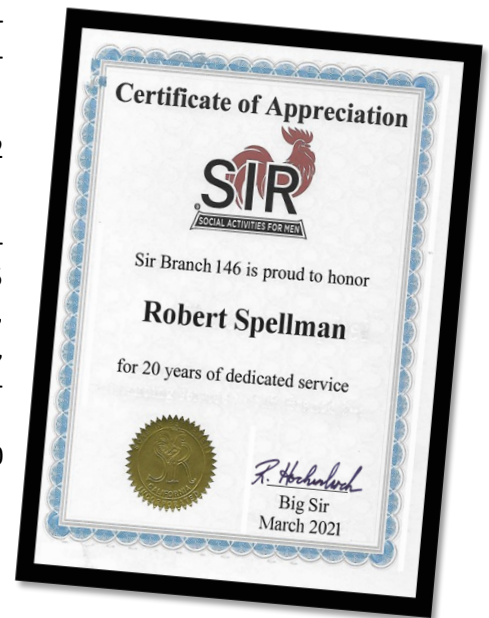 Certificate of Appreciation
SIR
SOCIAL ACTIVITIES FOR MEN
Sir Branch 146 is proud to honor
Robert Spellman
for 20 years of dedicated service
CALIFORNIA
Big Sir
March 2021